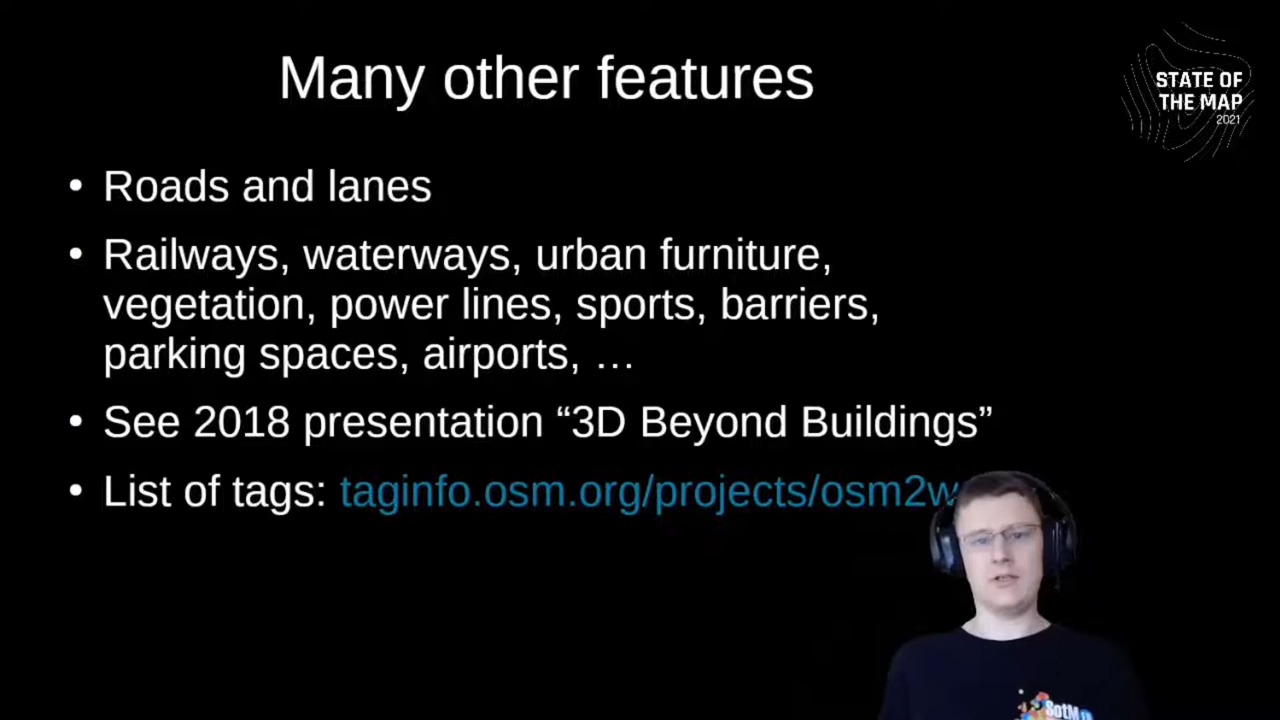 Many other features
STATE OF
THE MAP
2021
• Roads and lanes
• Railways, waterways, urban furniture,
vegetation, power lines, sports, barriers,
parking spaces, airports, …
• See 2018 presentation “3D Beyond Buildings”
• List of tags: taginfo.osm.org/projects/osm2w
SotM